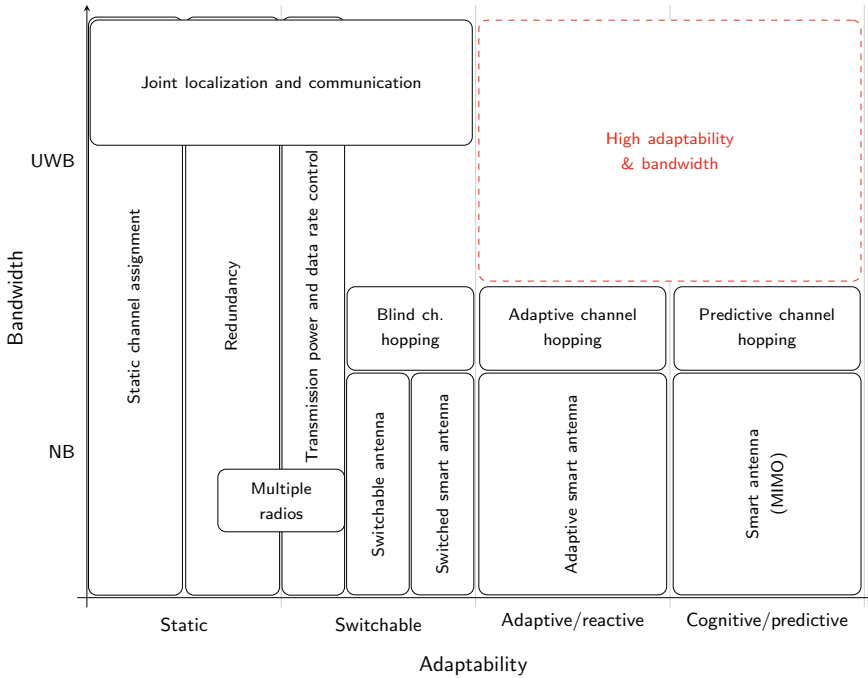 Joint localization and communication
High adaptability
& bandwidth
UWB
Bandwidth
NB
Static channel assignment
Redundancy
Transmission power and data rate control
Blind ch.
hopping
Adaptive channel
hopping
Predictive channel
hopping
Multiple
radios
Switchable antenna
Switched smart antenna
Adaptive smart antenna
Smart antenna
(MIMO)
Static
Switchable
Adaptive/reactive
Cognitive/predictive
Adaptability